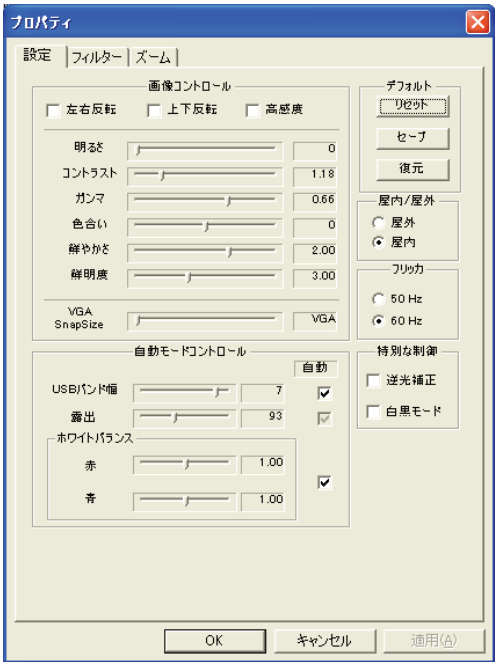 プロパティ
設定 フィルター ズーム
画像コントロール
左右反転 上下反転 高感度
明るさ 0
コントラスト 1.18
ガンマ 0.66
色合い 0
鮮やかさ 2.00
鮮明度 3.00
VGA
SnapSize VGA
自動モードコントロール
自動
USBバンド幅 7
露出 93
ホワイトバランス
赤 1.00
青 1.00
デフォルト
リセット
セーブ
復元
屋内/屋外
屋外
屋内
フリッカ
50 Hz
60 Hz
特別な制御
逆光補正
白黒モード
OK キャンセル 適用(A)